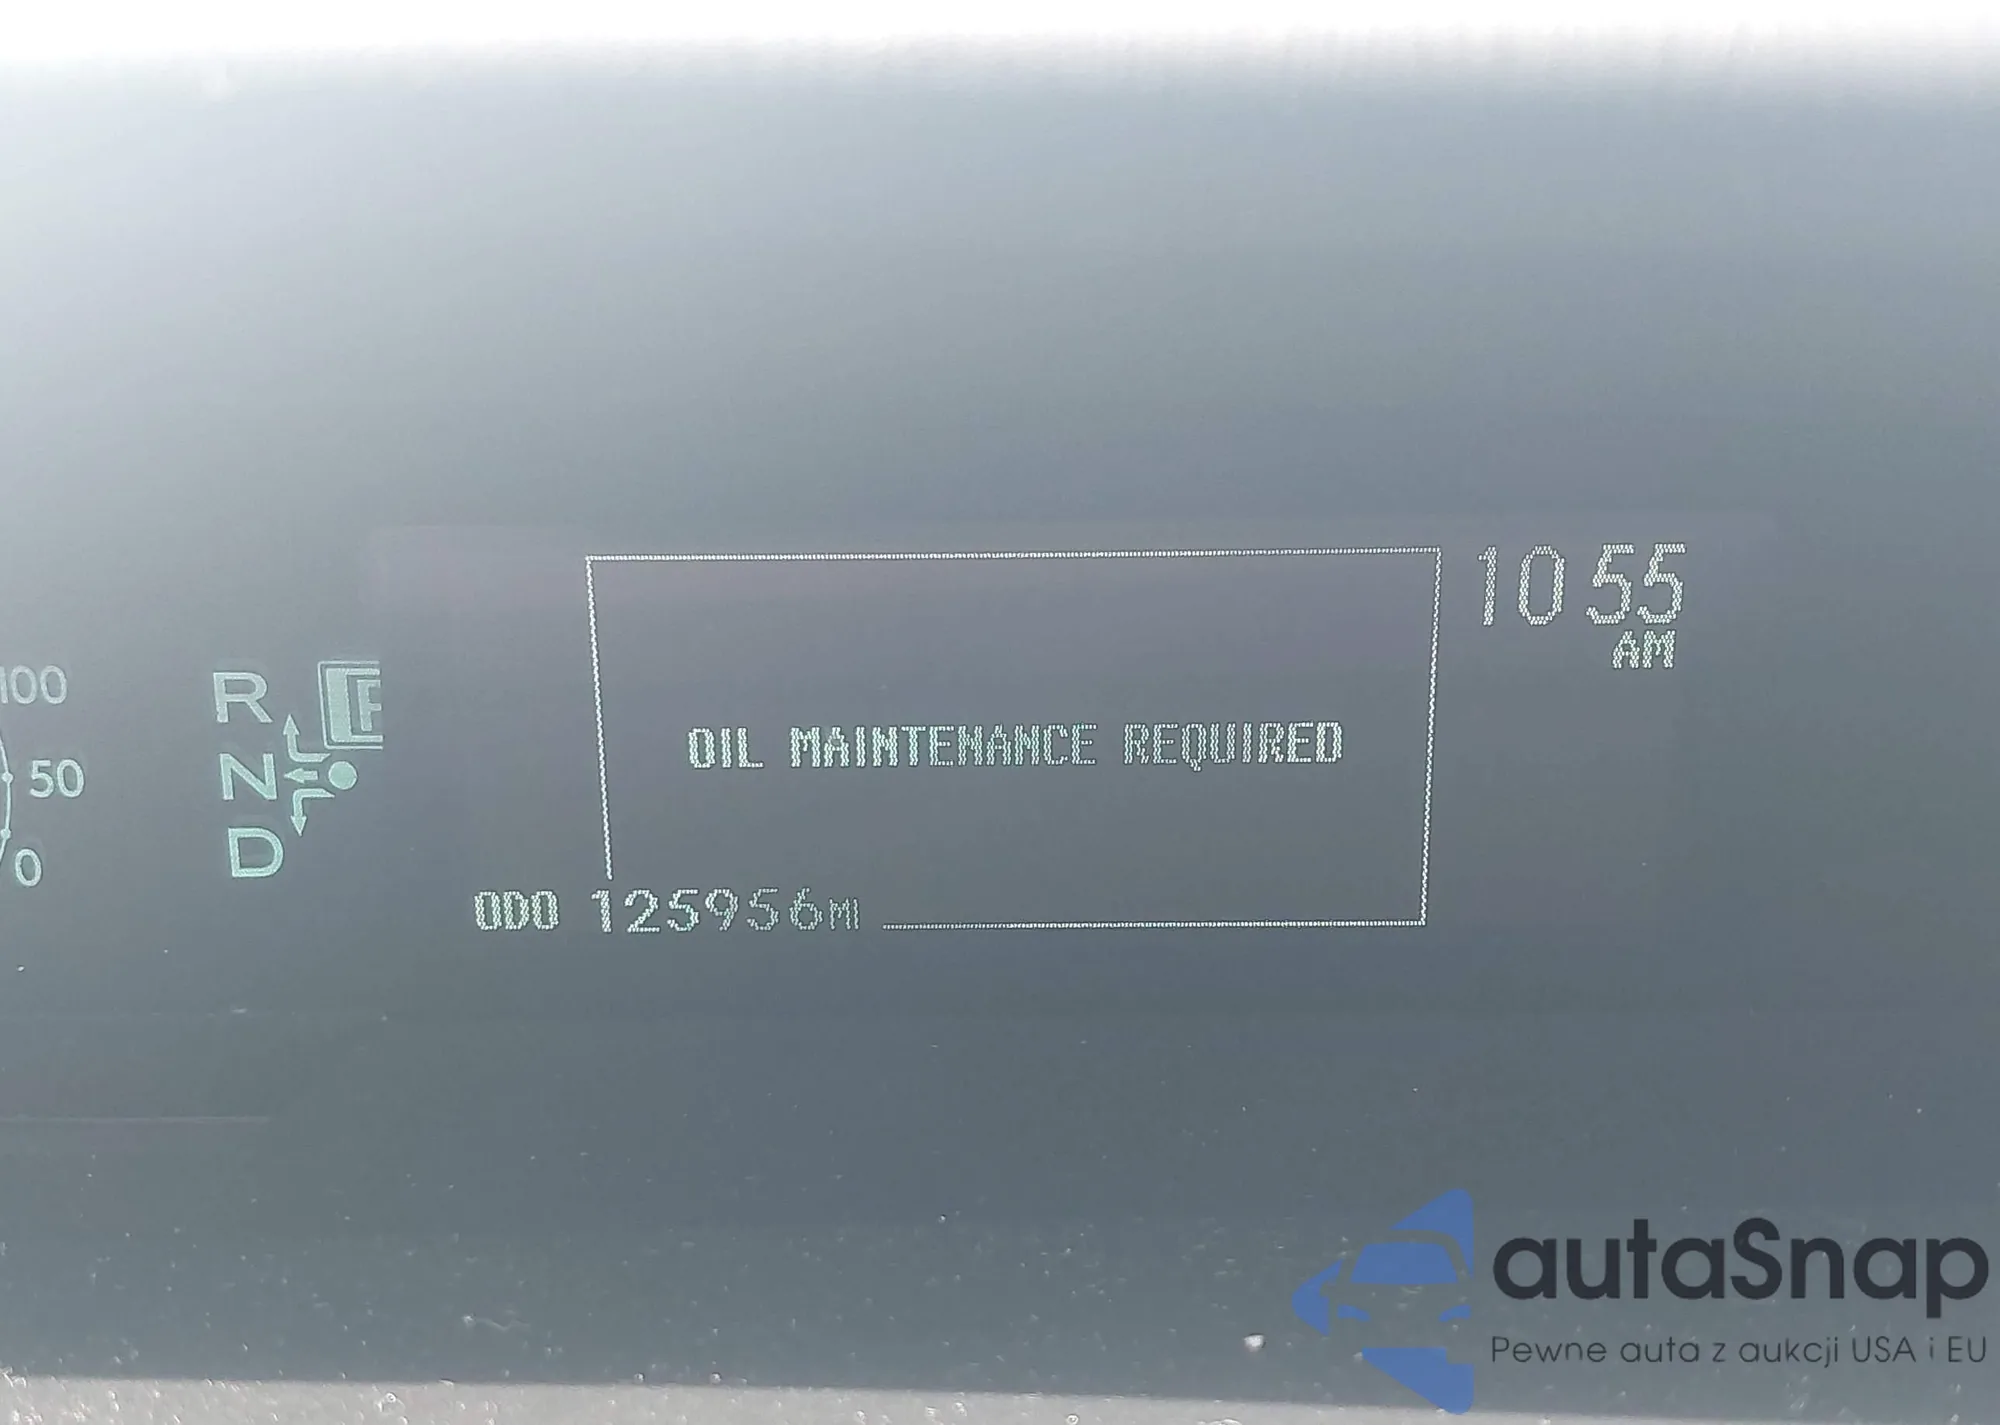 10 55
AM
100
R P
OIL MAINTENANCE REQUIRED
N
50
D
0
ODO 125956MI
autaSnap
Pewne auta z aukcji USA i EU